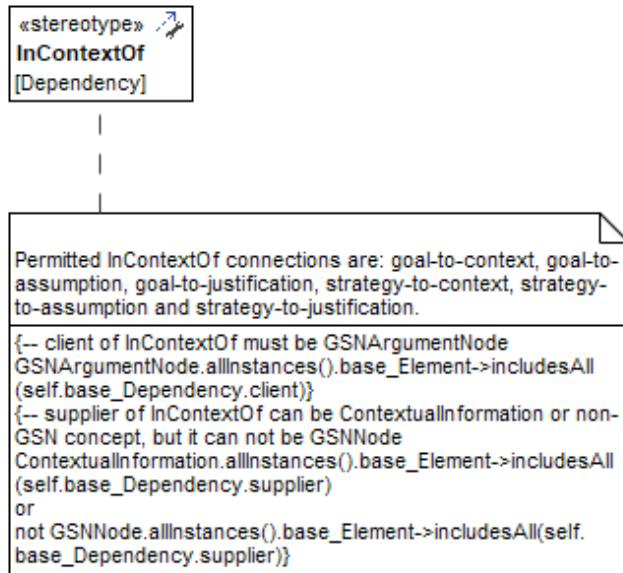 «stereotype»
InContextOf
[Dependency]
Permitted InContextOf connections are: goal-to-context, goal-to-
assumption, goal-to-justification, strategy-to-context, strategy-
to-assumption and strategy-to-justification.
{-- client of InContextOf must be GSNArgumentNode
GSNArgumentNode.allInstances().base_Element->includesAll
(self.base_Dependency.client)}
{-- supplier of InContextOf can be ContextualInformation or non-
GSN concept, but it can not be GSNNode
ContextualInformation.allInstances().base_Element->includesAll
(self.base_Dependency.supplier)
or
not GSNNode.allInstances().base_Element->includesAll(self.
base_Dependency.supplier)}